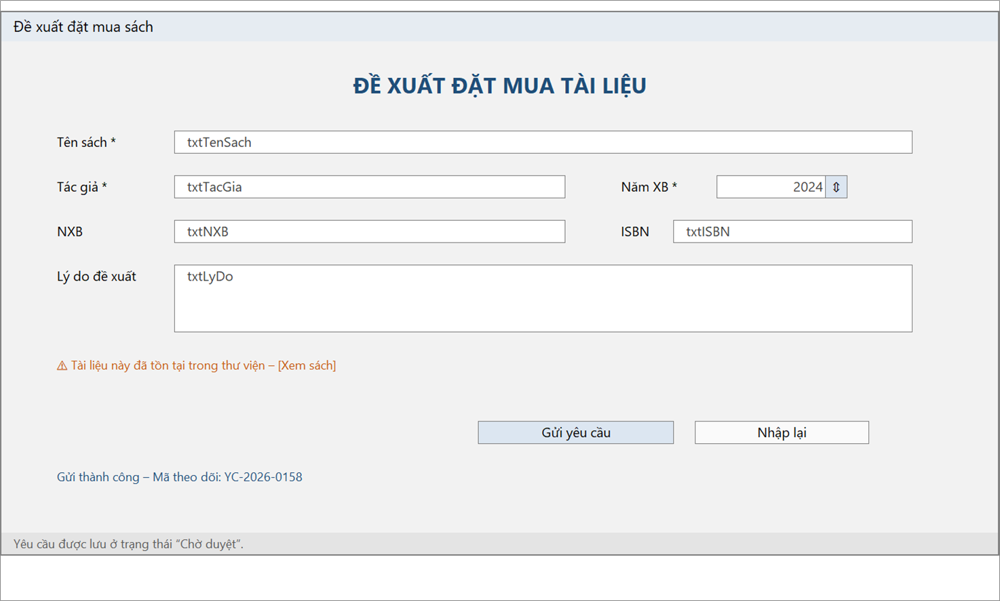 Đề xuất đặt mua sách
ĐỀ XUẤT ĐẶT MUA TÀI LIỆU
Tên sách * txtTenSach
Tác giả * txtTacGia Năm XB * 2024 ⇕
NXB txtNXB ISBN txtISBN
Lý do đề xuất txtLyDo
⚠ Tài liệu này đã tồn tại trong thư viện – [Xem sách]
Gửi yêu cầu Nhập lại
Gửi thành công – Mã theo dõi: YC-2026-0158
Yêu cầu được lưu ở trạng thái “Chờ duyệt”.